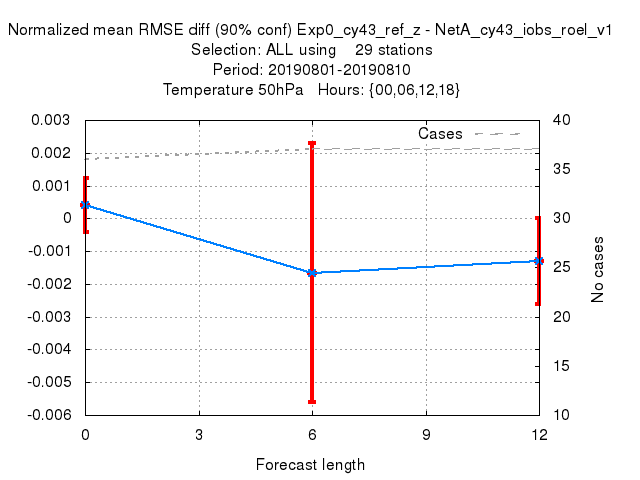 Normalized mean RMSE diff (90% conf) Exp0_cy43_ref_z - NetA_cy43_iobs_roel_v1
Selection: ALL using    29 stations
Period: 20190801-20190810
Temperature 50hPa   Hours: {00,06,12,18}
Cases
0.003
0.002
0.001
0
-0.001
-0.002
-0.003
-0.004
-0.005
-0.006
40
35
30
25
20
15
10
No cases
0 3 6 9 12
Forecast length